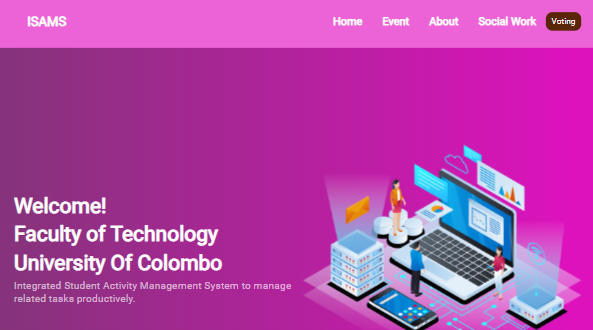 ISAMS
Home Event About Social Work Voting
Welcome!
Faculty of Technology
University Of Colombo
Integrated Student Activity Management System to manage
related tasks productively.